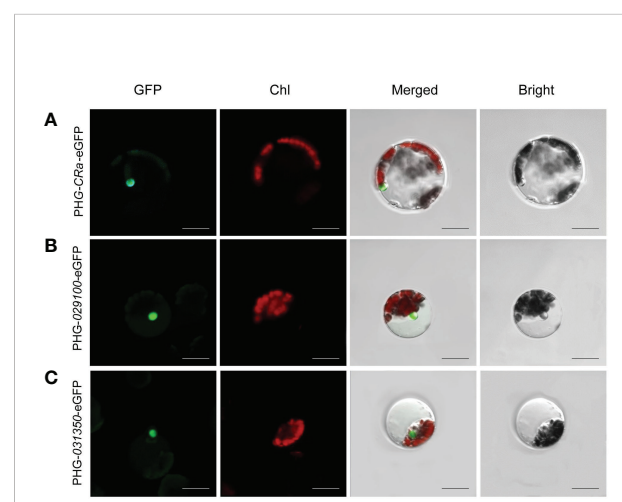 GFP Chl Merged Bright
A
PHG-CRa-eGFP
B
PHG-029100-eGFP
C
PHG-031350-eGFP